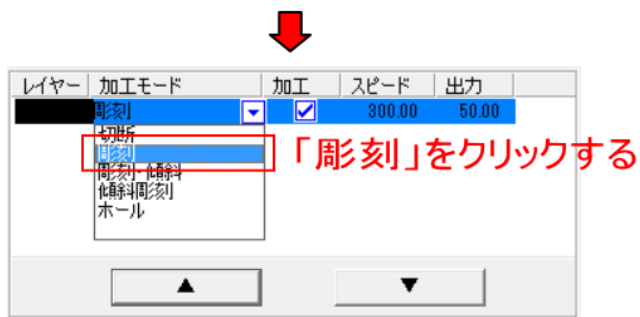 レイヤー 加工モード 加工 スピード 出力
彫刻 ▼ ✓ 300.00 50.00
切断
彫刻
彫刻・傾斜
傾斜彫刻
ホール
「彫刻」をクリックする
▲ ▼